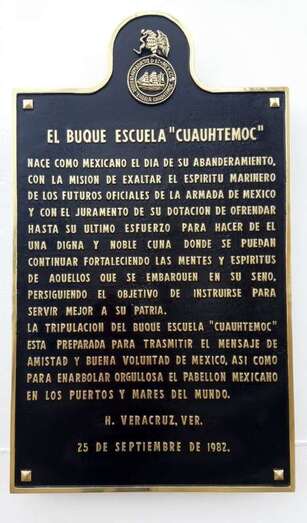 EL BUQUE ESCUELA "CUAUHTEMOC"
NACE COMO MEXICANO EL DIA DE SU ABANDERAMIENTO,
CON LA MISION DE EXALTAR EL ESPIRITU MARINERO
DE LOS FUTUROS OFICIALES DE LA ARMADA DE MEXICO
Y CON EL JURAMENTO DE SU DOTACION DE OFRENDAR
HASTA SU ULTIMO ESFUERZO PARA HACER DE EL
UNA DIGNA Y NOBLE CUNA DONDE SE PUEDAN
CONTINUAR FORTALECIENDO LAS MENTES Y ESPIRITUS
DE AQUELLOS QUE SE EMBARQUEN EN SU SENO,
PERSIGUIENDO EL OBJETIVO DE INSTRUIRSE PARA
SERVIR MEJOR A SU PATRIA.
LA TRIPULACION DEL BUQUE ESCUELA "CUAUHTEMOC"
ESTA PREPARADA PARA TRASMITIR EL MENSAJE DE
AMISTAD Y BUENA VOLUNTAD DE MEXICO, ASI COMO
PARA ENARBOLAR ORGULLOSA EL PABELLON MEXICANO
EN LOS PUERTOS Y MARES DEL MUNDO.
H. VERACRUZ, VER.
25 DE SEPTIEMBRE DE 1982.